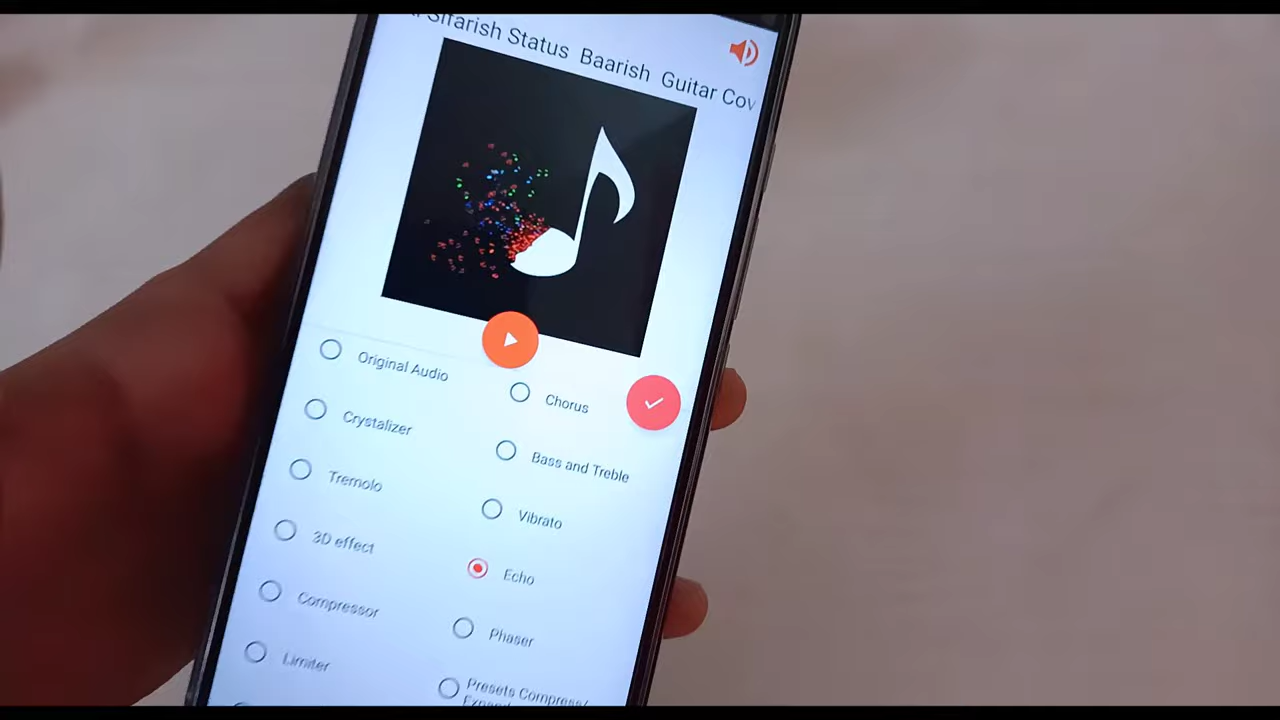 Sifarish Status Baarish Guitar Cov
Original Audio
Chorus
Crystalizer
Bass and Treble
Tremolo
Vibrato
3D effect
Echo
Compressor
Phaser
Limiter
Presets Compress/